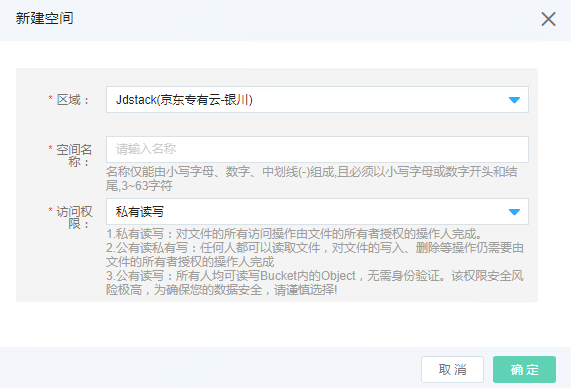 新建空间
* 区域： Jdstack(京东专有云-银川)
* 空间名称： 请输入名称
名称仅能由小写字母、数字、中划线(-)组成,且必须以小写字母或数字开头和结
尾,3~63字符
* 访问权限： 私有读写
1.私有读写：对文件的所有访问操作由文件的所有者授权的操作人完成。
2.公有读私有写：任何人都可以读取文件，对文件的写入、删除等操作仍需要由
文件的所有者授权的操作人完成
3.公有读写：所有人均可读写Bucket内的Object，无需身份验证。该权限安全风
险极高，为确保您的数据安全，请谨慎选择!
取 消 确 定